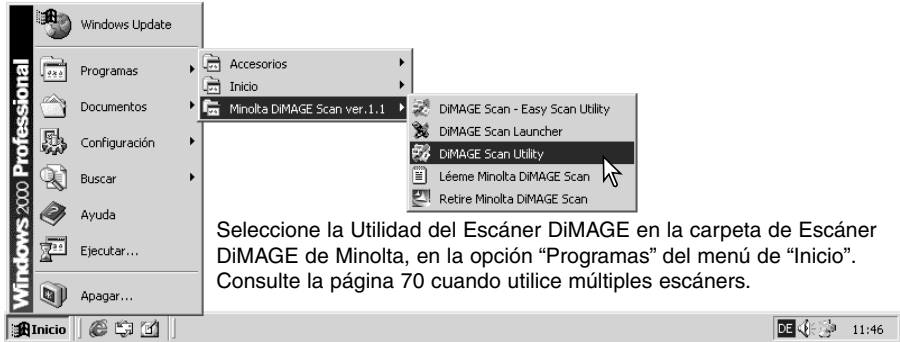 Windows 2000 Professional
Windows Update
Programas
Documentos
Configuración
Buscar
Ayuda
Ejecutar...
Apagar...
Accesorios
Inicio
Minolta DiMAGE Scan ver.1.1
DiMAGE Scan - Easy Scan Utility
DiMAGE Scan Launcher
DiMAGE Scan Utility
Léeme Minolta DiMAGE Scan
Retire Minolta DiMAGE Scan
Seleccione la Utilidad del Escáner DiMAGE en la carpeta de Escáner
DiMAGE de Minolta, en la opción “Programas” del menú de “Inicio”.
Consulte la página 70 cuando utilice múltiples escáners.
Inicio
DE
11:46